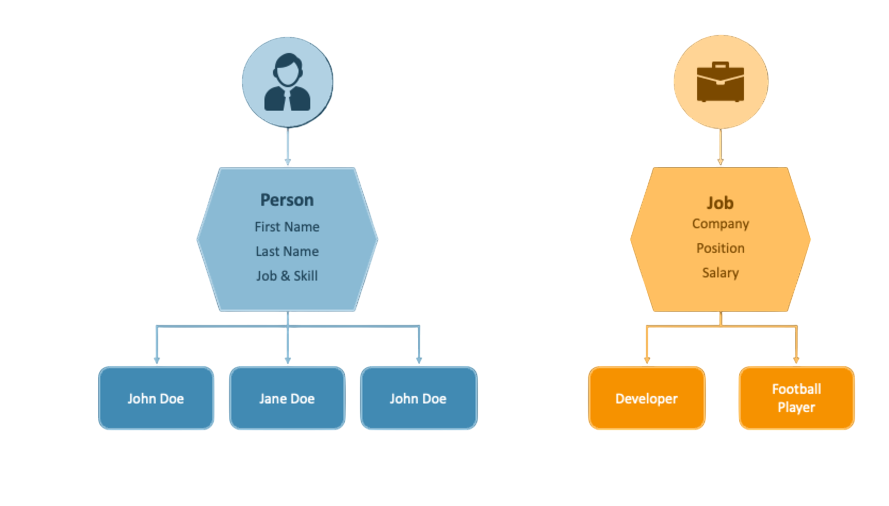 Person
First Name
Last Name
Job & Skill
John Doe
Jane Doe
John Doe
Job
Company
Position
Salary
Developer
Football
Player